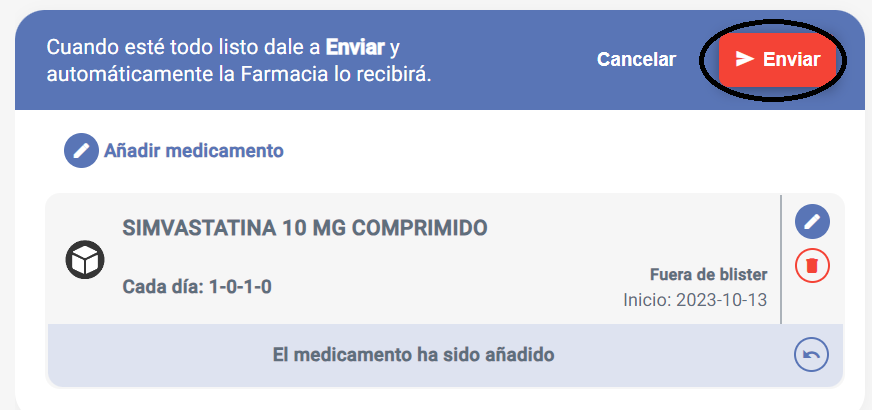 Cuando esté todo listo dale a Enviar y
automáticamente la Farmacia lo recibirá.
Cancelar
Enviar
Añadir medicamento
SIMVASTATINA 10 MG COMPRIMIDO
Cada día: 1-0-1-0
Fuera de blister
Inicio: 2023-10-13
El medicamento ha sido añadido